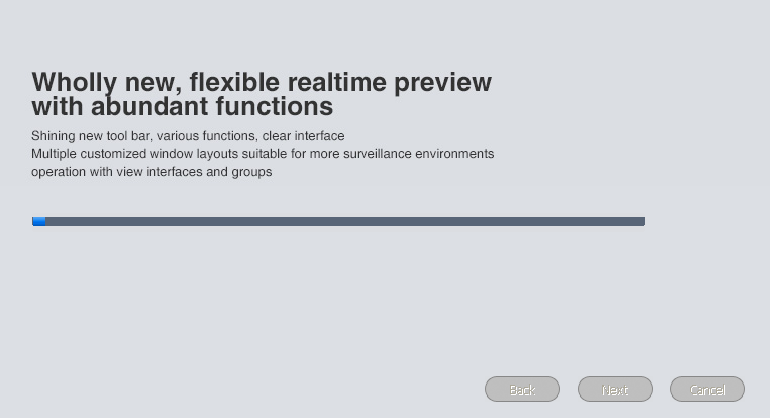 Wholly new, flexible realtime preview
with abundant functions
Shining new tool bar, various functions, clear interface
Multiple customized window layouts suitable for more surveillance environments
operation with view interfaces and groups
Back
Next
Cancel